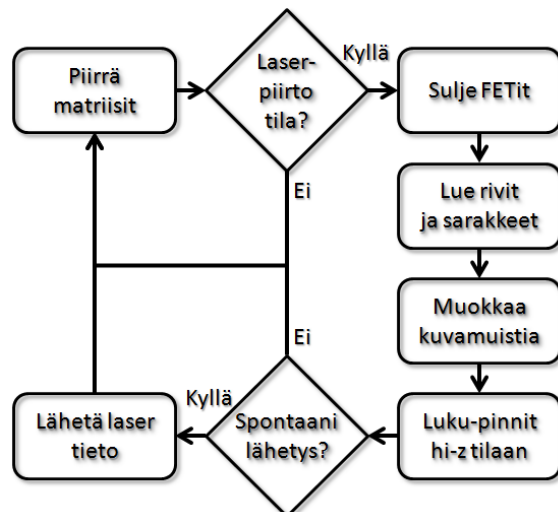 Piirrä
matriisit
Laser-
piirto
tila?
Kyllä
Sulje FETit
Ei
Lue rivit
ja sarakkeet
Muokkaa
kuvamuistia
Ei
Lähetä laser
tieto
Kyllä
Spontaani
lähetys?
Luku-pinnit
hi-z tilaan